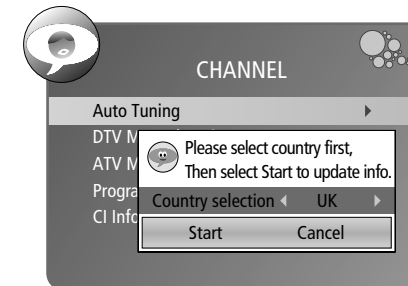 CHANNEL
Auto Tuning
DTV M
ATV M
Progra
CI Info
Please select country first,
Then select Start to update info.
Country selection UK
Start Cancel